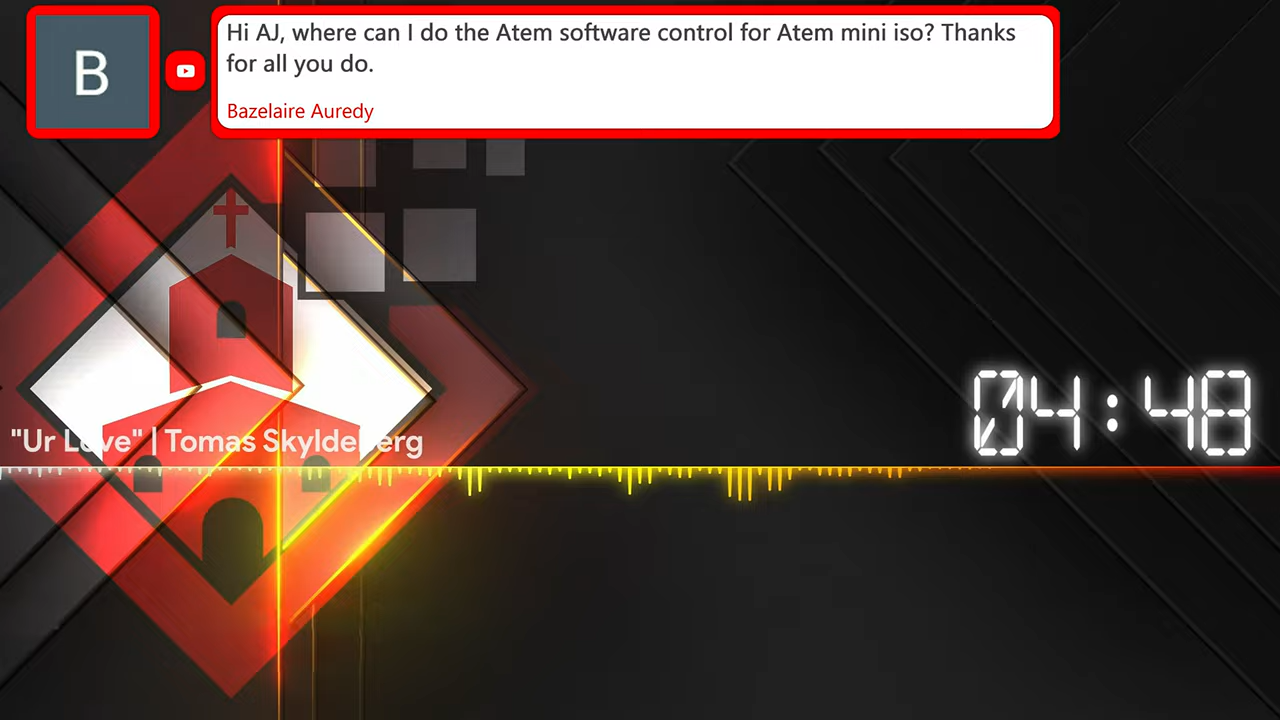 B
Hi AJ, where can I do the Atem software control for Atem mini iso? Thanks
for all you do.
Bazelaire Auredy
04:48
"Ur Love" | Tomas Skyldeberg